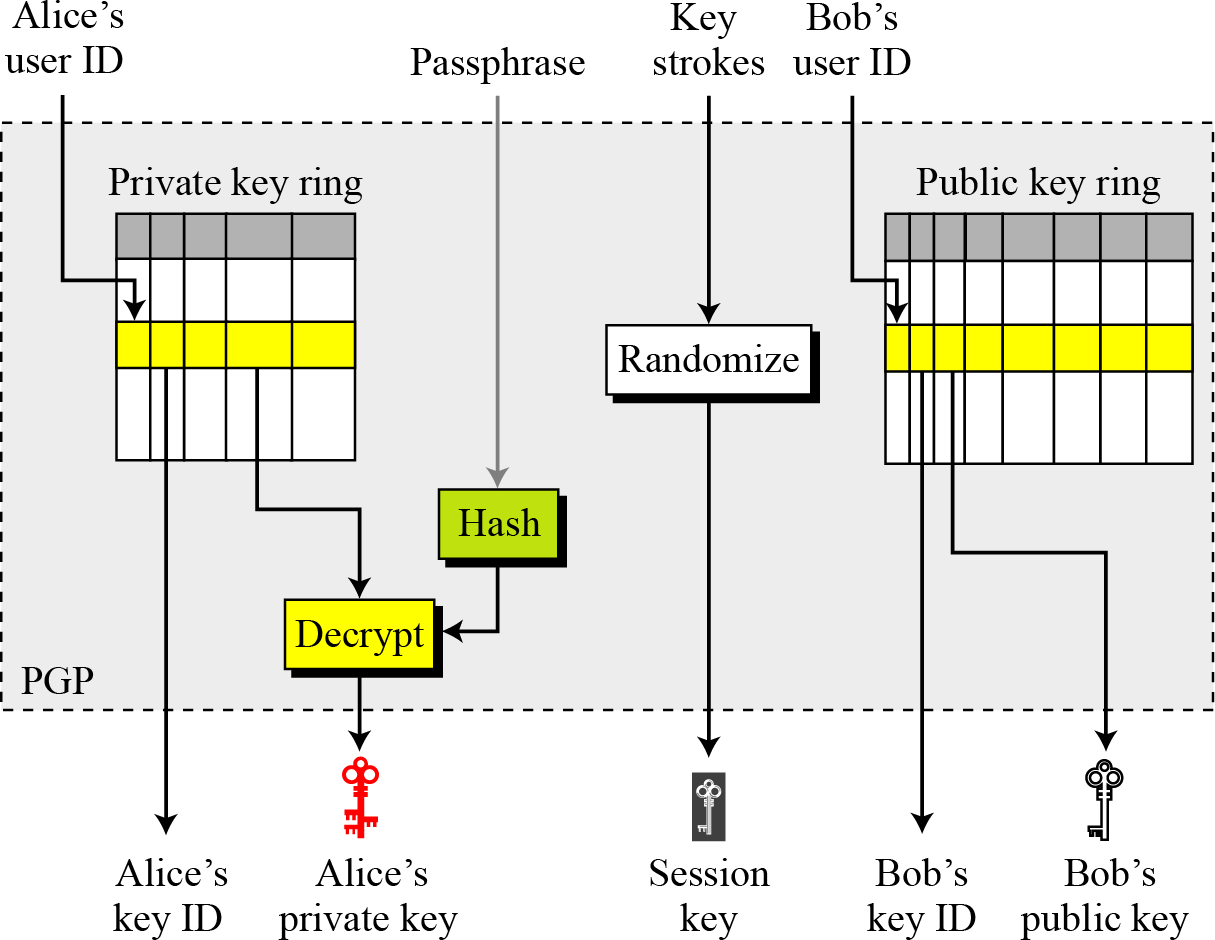 Alice’s
user ID
Passphrase
Key
strokes
Bob’s
user ID
Private key ring
Public key ring
Randomize
Hash
Decrypt
PGP
Alice’s
key ID
Alice’s
private key
Session
key
Bob’s
key ID
Bob’s
public key